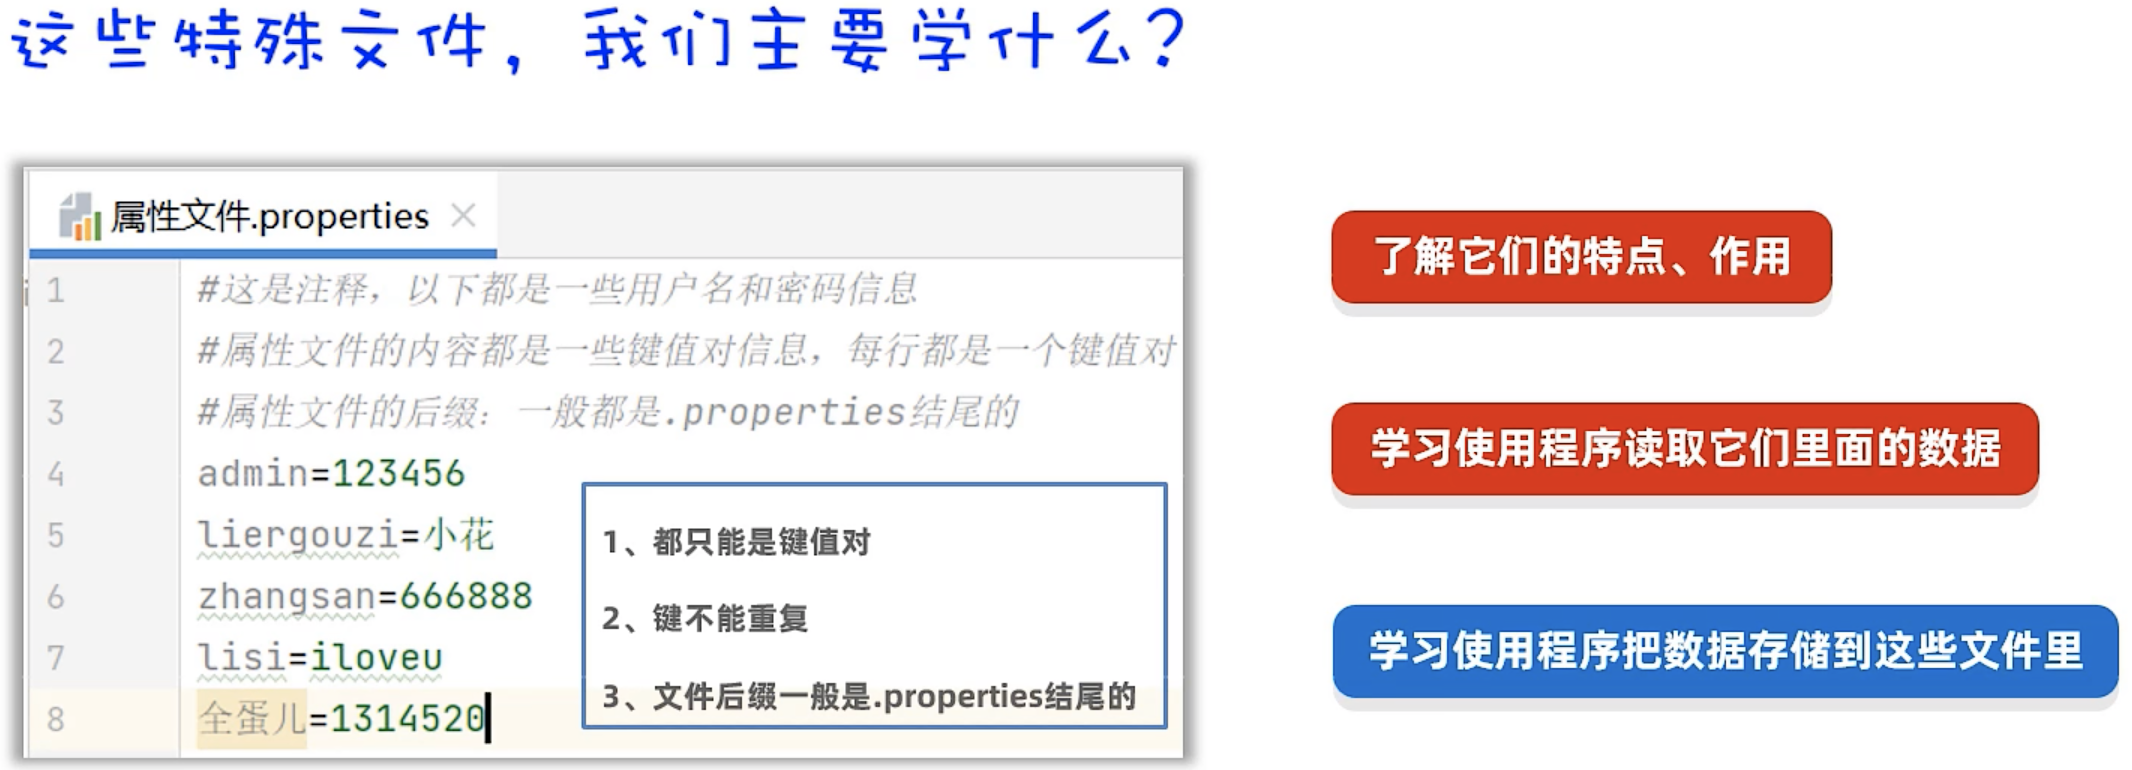 这些特殊文件，我们主要学什么?
属性文件.properties
1 #这是注释，以下都是一些用户名和密码信息
2 #属性文件的内容都是一些键值对信息，每行都是一个键值对
3 #属性文件的后缀：一般都是.properties结尾的
4 admin=123456
5 liergouzi=小花
6 zhangsan=666888
7 lisi=iloveu
8 全蛋儿=1314520
1、都只能是键值对
2、键不能重复
3、文件后缀一般是.properties结尾的
了解它们的特点、作用
学习使用程序读取它们里面的数据
学习使用程序把数据存储到这些文件里